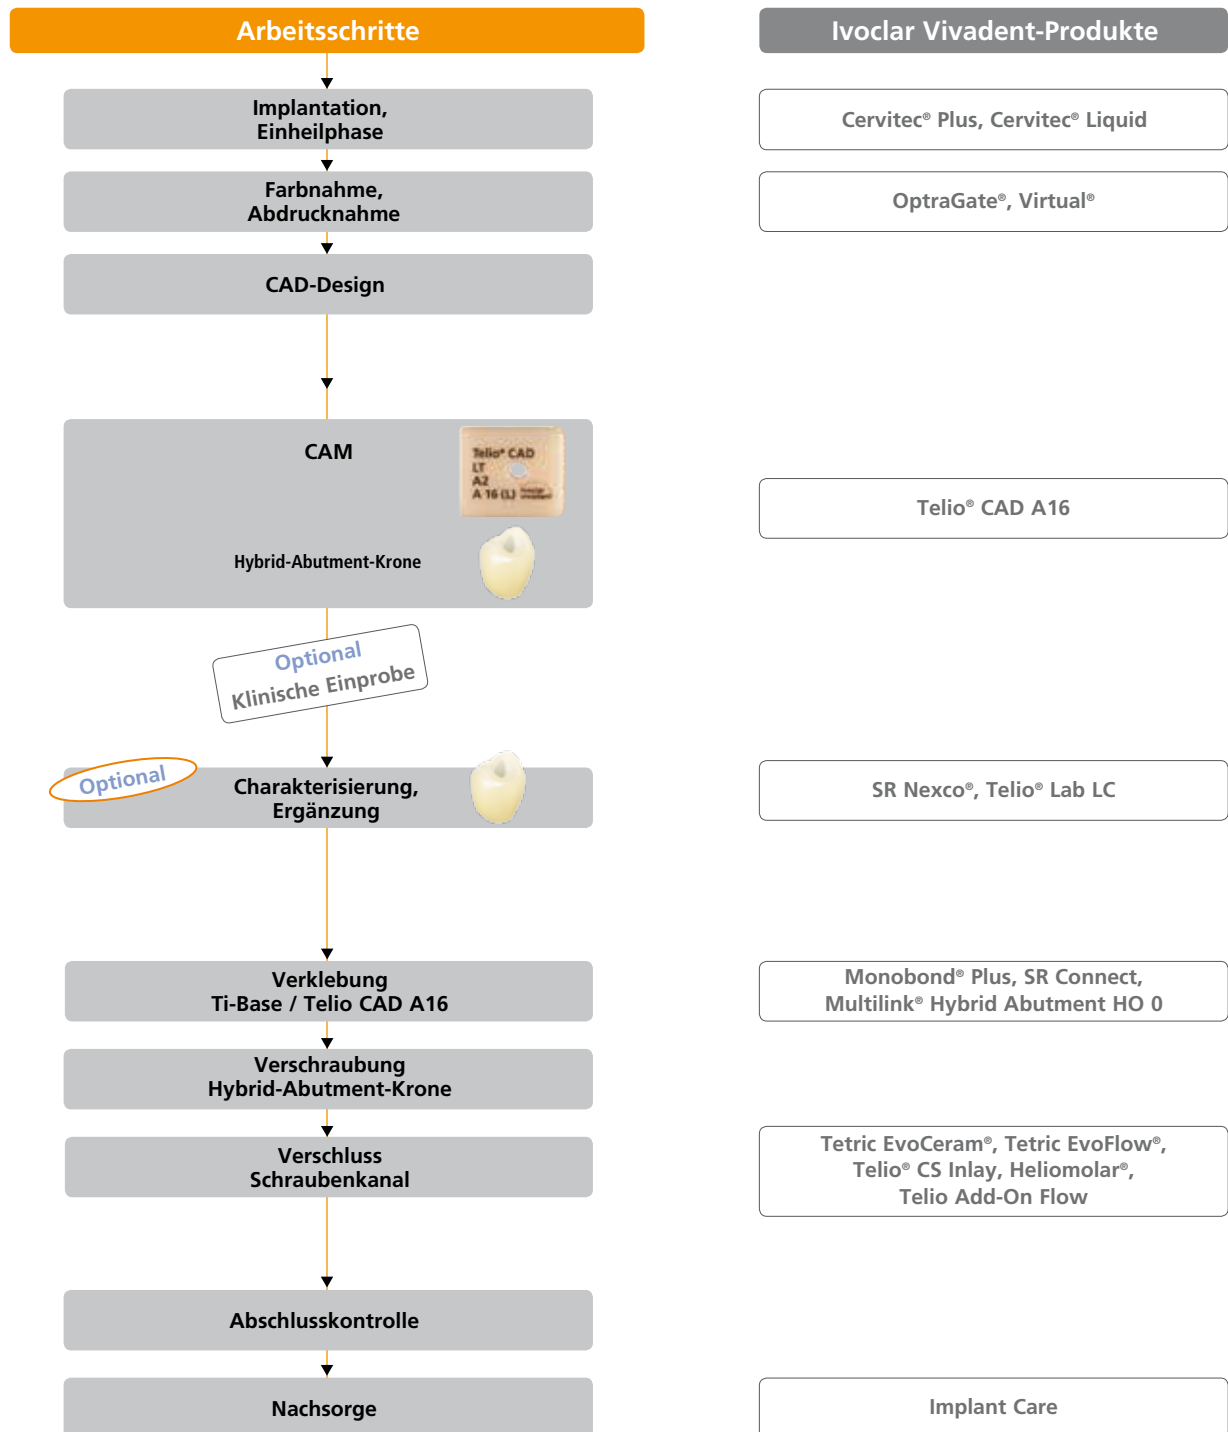 Arbeitsschritte
Ivoclar Vivadent-Produkte
Implantation,
Einheilphase
Cervitec® Plus, Cervitec® Liquid
Farbnahme,
Abdrucknahme
OptraGate®, Virtual®
CAD-Design
CAM
Telio® CAD
LT
A2
A 16 (L)
Hybrid-Abutment-Krone
Telio® CAD A16
Optional
Klinische Einprobe
Optional
Charakterisierung,
Ergänzung
SR Nexco®, Telio® Lab LC
Verklebung
Ti-Base / Telio CAD A16
Monobond® Plus, SR Connect,
Multilink® Hybrid Abutment HO 0
Verschraubung
Hybrid-Abutment-Krone
Verschluss
Schraubenkanal
Tetric EvoCeram®, Tetric EvoFlow®,
Telio® CS Inlay, Heliomolar®,
Telio Add-On Flow
Abschlusskontrolle
Nachsorge
Implant Care